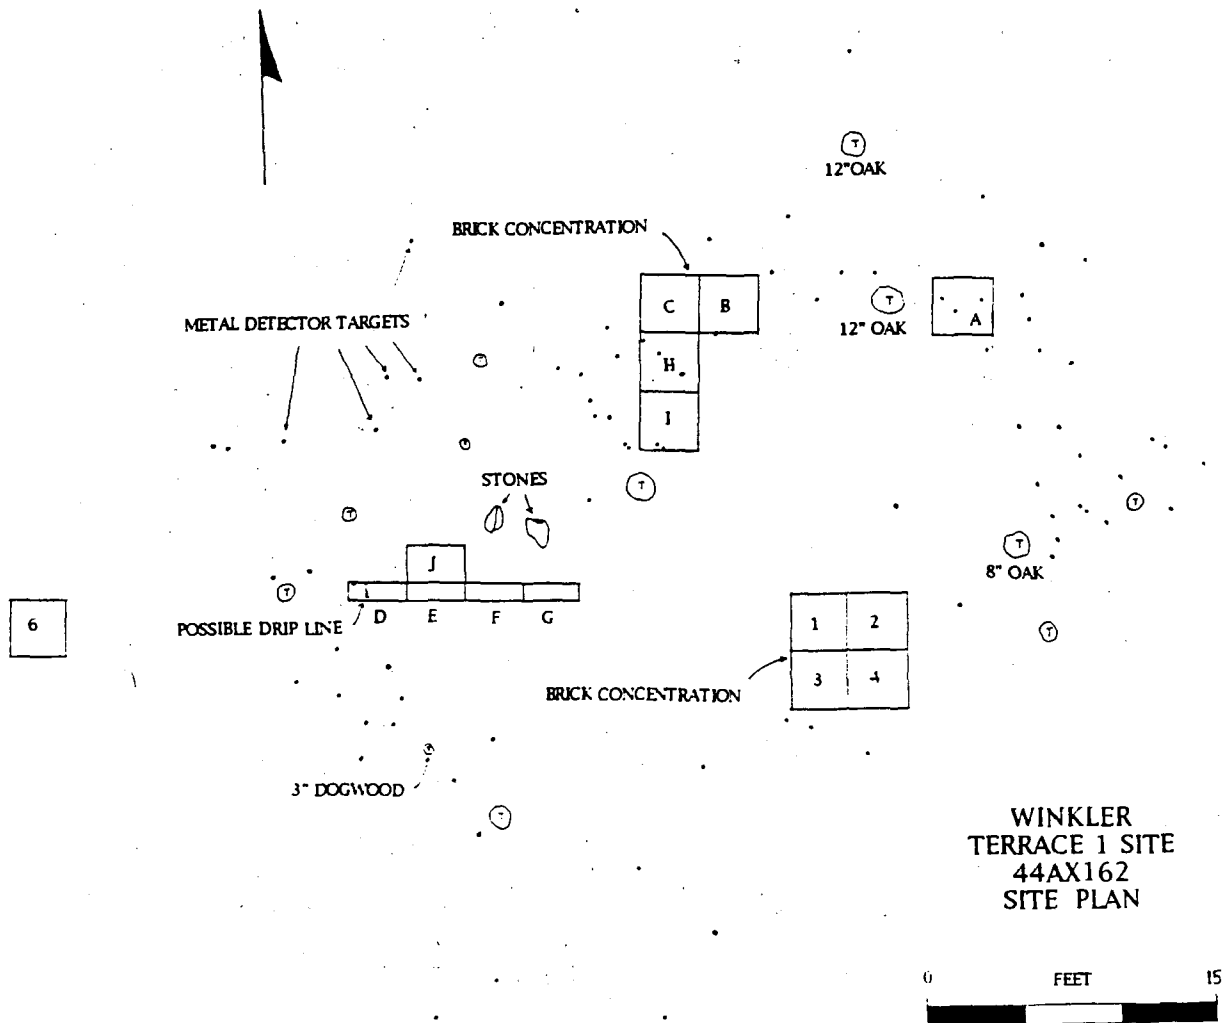 T
12"OAK
BRICK CONCENTRATION
C
B
T
A
12" OAK
METAL DETECTOR TARGETS
H
T
I
STONES
T
T
T
T
8" OAK
J
T
D
E
F
G
POSSIBLE DRIP LINE
6
1
2
T
3
4
BRICK CONCENTRATION
3" DOGWOOD
T
WINKLER
TERRACE 1 SITE
44AX162
SITE PLAN
0
FEET
15